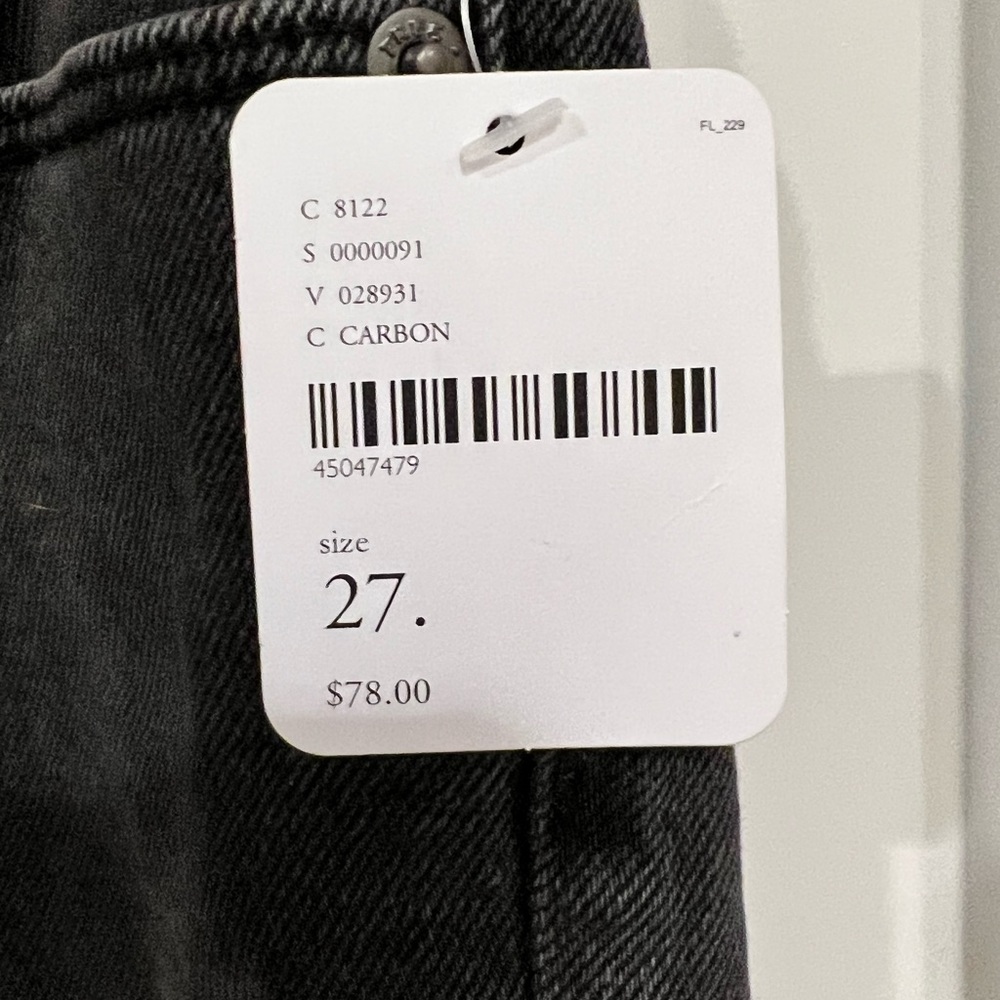 FL_229
C 8122
S 0000091
V 028931
C CARBON
45047479
size
27.
$78.00